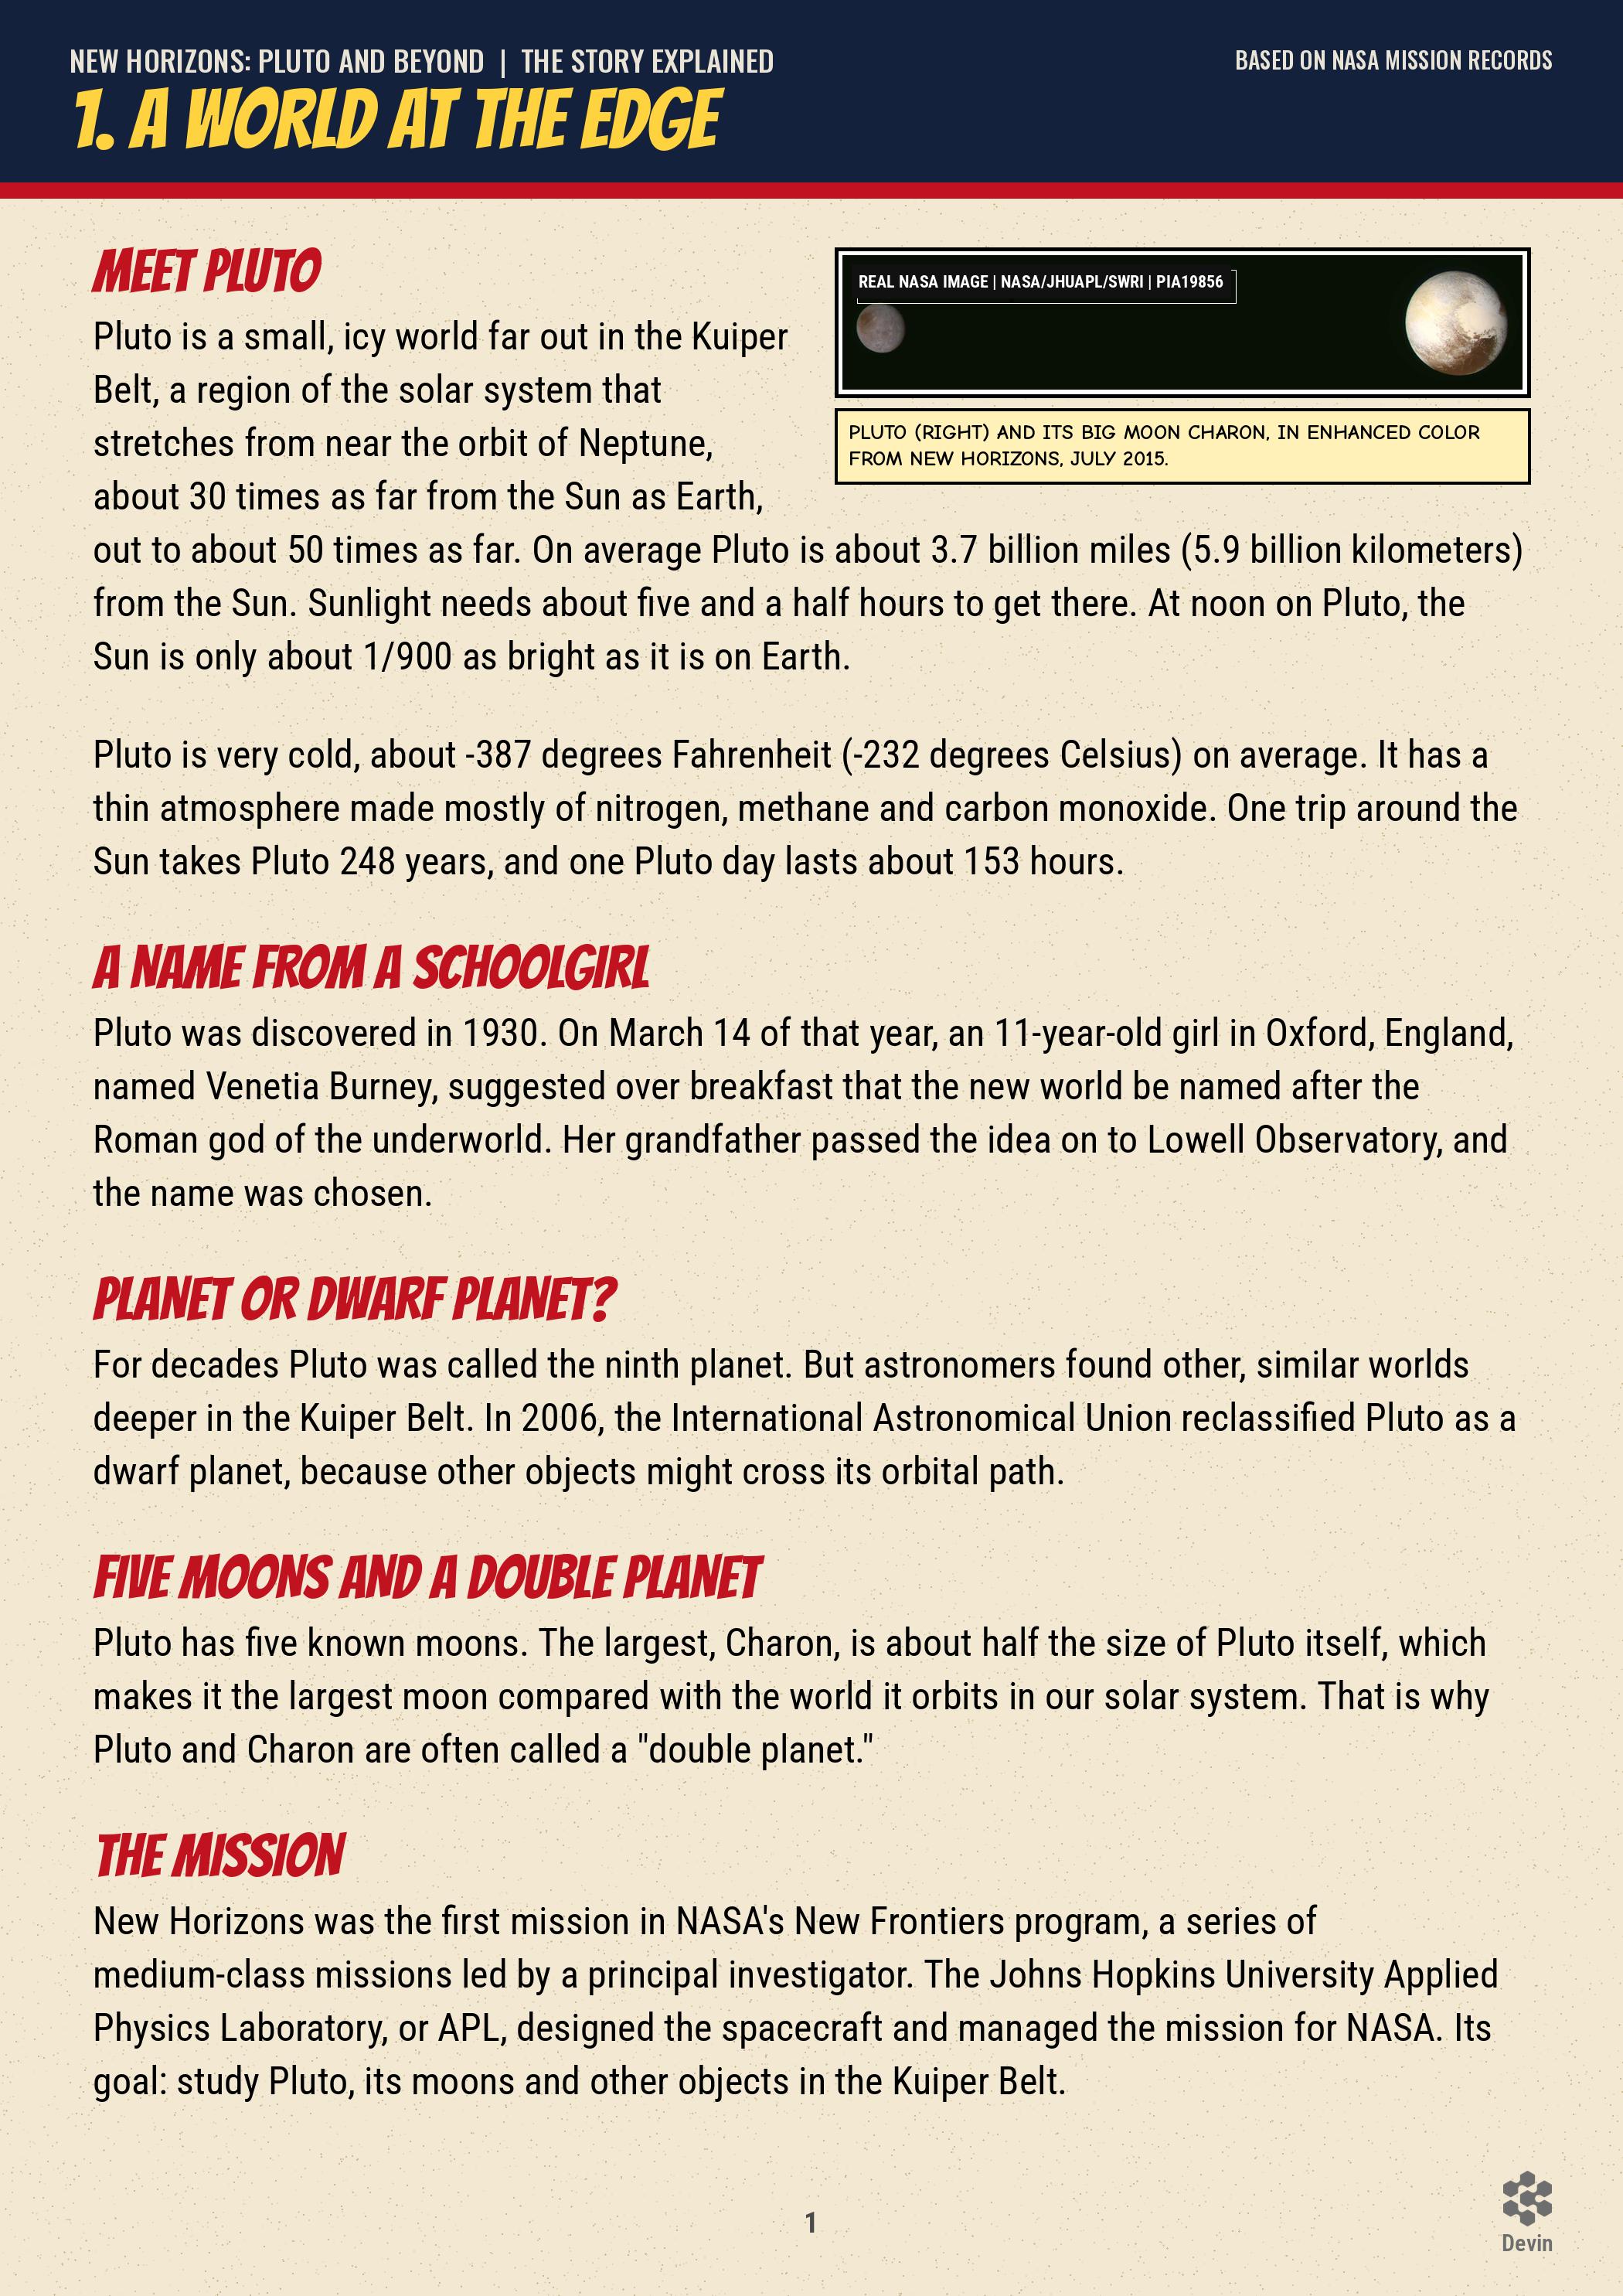 NEW HORIZONS: PLUTO AND BEYOND | THE STORY EXPLAINED
BASED ON NASA MISSION RECORDS
1. A WORLD AT THE EDGE
MEET PLUTO
Pluto is a small, icy world far out in the Kuiper
Belt, a region of the solar system that
stretches from near the orbit of Neptune,
about 30 times as far from the Sun as Earth,
REAL NASA IMAGE | NASA/JHUAPL/SWRI | PIA19856
PLUTO (RIGHT) AND ITS BIG MOON CHARON, IN ENHANCED COLOR
FROM NEW HORIZONS, JULY 2015.
out to about 50 times as far. On average Pluto is about 3.7 billion miles (5.9 billion kilometers)
from the Sun. Sunlight needs about five and a half hours to get there. At noon on Pluto, the
Sun is only about 1/900 as bright as it is on Earth.
Pluto is very cold, about -387 degrees Fahrenheit (-232 degrees Celsius) on average. It has a
thin atmosphere made mostly of nitrogen, methane and carbon monoxide. One trip around the
Sun takes Pluto 248 years, and one Pluto day lasts about 153 hours.
A NAME FROM A SCHOOLGIRL
Pluto was discovered in 1930. On March 14 of that year, an 11-year-old girl in Oxford, England,
named Venetia Burney, suggested over breakfast that the new world be named after the
Roman god of the underworld. Her grandfather passed the idea on to Lowell Observatory, and
the name was chosen.
PLANET OR DWARF PLANET?
For decades Pluto was called the ninth planet. But astronomers found other, similar worlds
deeper in the Kuiper Belt. In 2006, the International Astronomical Union reclassified Pluto as a
dwarf planet, because other objects might cross its orbital path.
FIVE MOONS AND A DOUBLE PLANET
Pluto has five known moons. The largest, Charon, is about half the size of Pluto itself, which
makes it the largest moon compared with the world it orbits in our solar system. That is why
Pluto and Charon are often called a "double planet."
THE MISSION
New Horizons was the first mission in NASA's New Frontiers program, a series of
medium-class missions led by a principal investigator. The Johns Hopkins University Applied
Physics Laboratory, or APL, designed the spacecraft and managed the mission for NASA. Its
goal: study Pluto, its moons and other objects in the Kuiper Belt.
1
Devin